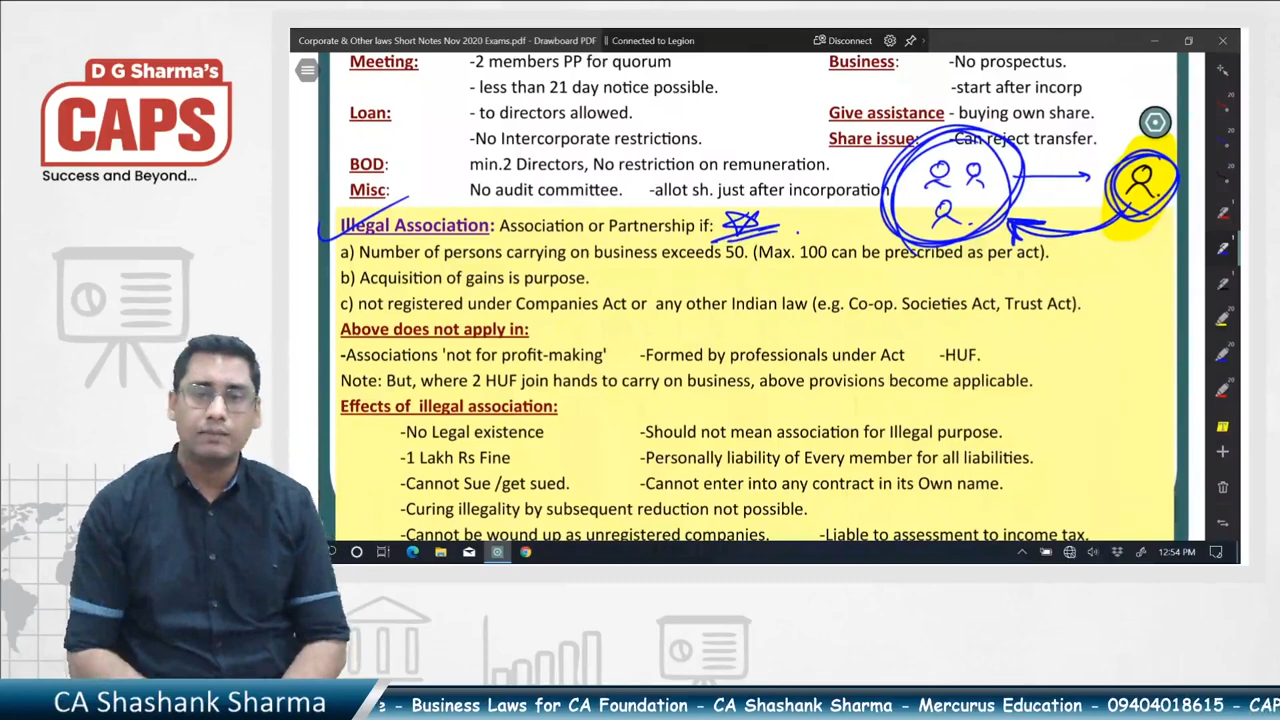 D G Sharma's
CAPS
Success and Beyond...
Corporate & Other laws Short Notes Nov 2020 Exams.pdf - Drawboard PDF
Connected to Legion
Disconnect
Meeting: -2 members PP for quorum Business: -No prospectus.
- less than 21 day notice possible. -start after incorp
Loan: - to directors allowed. Give assistance - buying own share.
-No Intercorporate restrictions. Share issue: -Can reject transfer.
BOD: min.2 Directors, No restriction on remuneration.
Misc: No audit committee. -allot sh. just after incorporation
Illegal Association: Association or Partnership if:
a) Number of persons carrying on business exceeds 50. (Max. 100 can be prescribed as per act).
b) Acquisition of gains is purpose.
c) not registered under Companies Act or any other Indian law (e.g. Co-op. Societies Act, Trust Act).
Above does not apply in:
-Associations 'not for profit-making' -Formed by professionals under Act -HUF.
Note: But, where 2 HUF join hands to carry on business, above provisions become applicable.
Effects of illegal association:
-No Legal existence -Should not mean association for Illegal purpose.
-1 Lakh Rs Fine -Personally liability of Every member for all liabilities.
-Cannot Sue /get sued. -Cannot enter into any contract in its Own name.
-Curing illegality by subsequent reduction not possible.
-Cannot be wound up as unregistered companies. -Liable to assessment to income tax.
12:54 PM
CA Shashank Sharma
e - Business Laws for CA Foundation - CA Shashank Sharma - Mercurus Education - 09404018615 - CAP